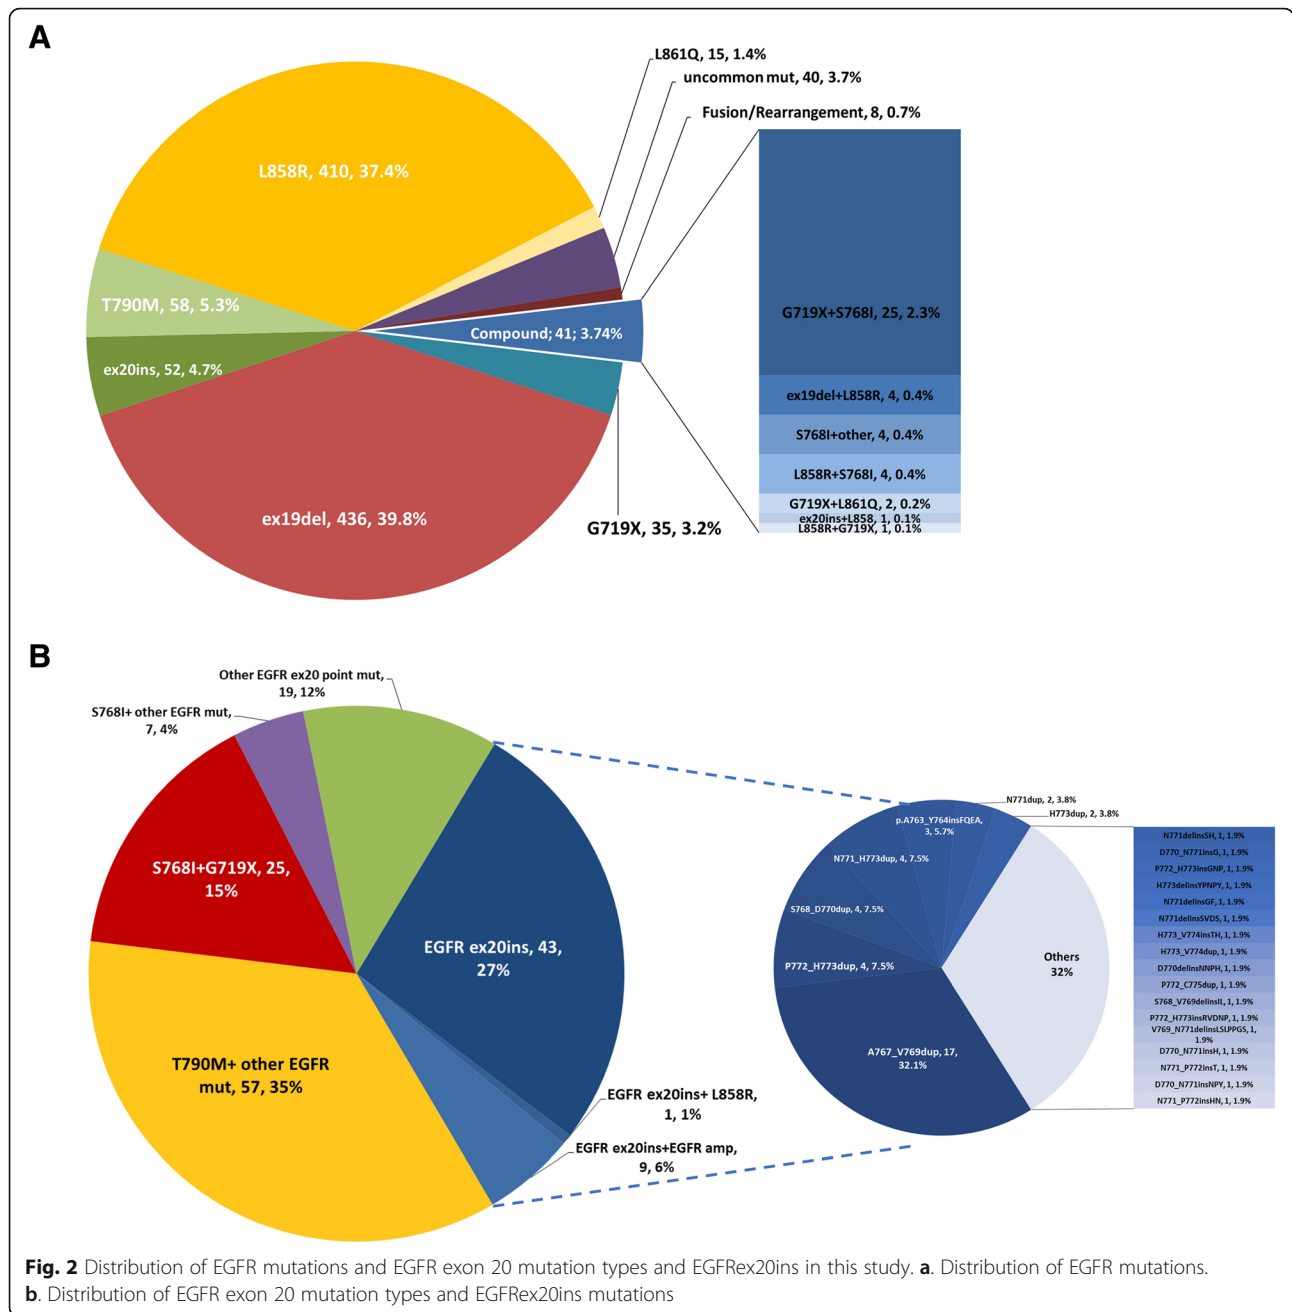 A
L861Q, 15, 1.4%
uncommon mut, 40, 3.7%
Fusion/Rearrangement, 8, 0.7%
L858R, 410, 37.4%
T790M, 58, 5.3%
ex20ins, 52, 4.7%
Compound; 41; 3.74%
ex19del, 436, 39.8%
G719X, 35, 3.2%
G719X+S768I, 25, 2.3%
ex19del+L858R, 4, 0.4%
S768I+other, 4, 0.4%
L858R+S768I, 4, 0.4%
G719X+L861Q, 2, 0.2%
ex20ins+L858, 1, 0.1%
L858R+G719X, 1, 0.1%
B
Other EGFR ex20 point mut,
19, 12%
S768I+ other EGFR mut,
7, 4%
S768I+G719X, 25,
15%
EGFR ex20ins, 43,
27%
T790M+ other EGFR
mut, 57, 35%
EGFR ex20ins+ L858R,
1, 1%
EGFR ex20ins+EGFR amp,
9, 6%
N771dup, 2, 3.8%
H773dup, 2, 3.8%
p.A763_Y764insFQEA,
3, 5.7%
N771_H773dup, 4, 7.5%
S768_D770dup, 4, 7.5%
P772_H773dup, 4, 7.5%
A767_V769dup, 17,
32.1%
Others
32%
N771delinsSH, 1, 1.9%
D770_N771insG, 1, 1.9%
P772_H773insGNP, 1, 1.9%
H773delinsYPNPY, 1, 1.9%
N771delinsGF, 1, 1.9%
N771delinsSVDS, 1, 1.9%
H773_V774insTH, 1, 1.9%
H773_V774dup, 1, 1.9%
D770delinsNNPH, 1, 1.9%
P772_C775dup, 1, 1.9%
S768_V769delinsIL, 1, 1.9%
P772_H773insRVDNP, 1, 1.9%
V769_N771delinsLSLPPGS, 1,
1.9%
D770_N771insH, 1, 1.9%
N771_P772insT, 1, 1.9%
D770_N771insNPY, 1, 1.9%
N771_P772insHN, 1, 1.9%
Fig. 2 Distribution of EGFR mutations and EGFR exon 20 mutation types and EGFRex20ins in this study. a. Distribution of EGFR mutations.
b. Distribution of EGFR exon 20 mutation types and EGFRex20ins mutations